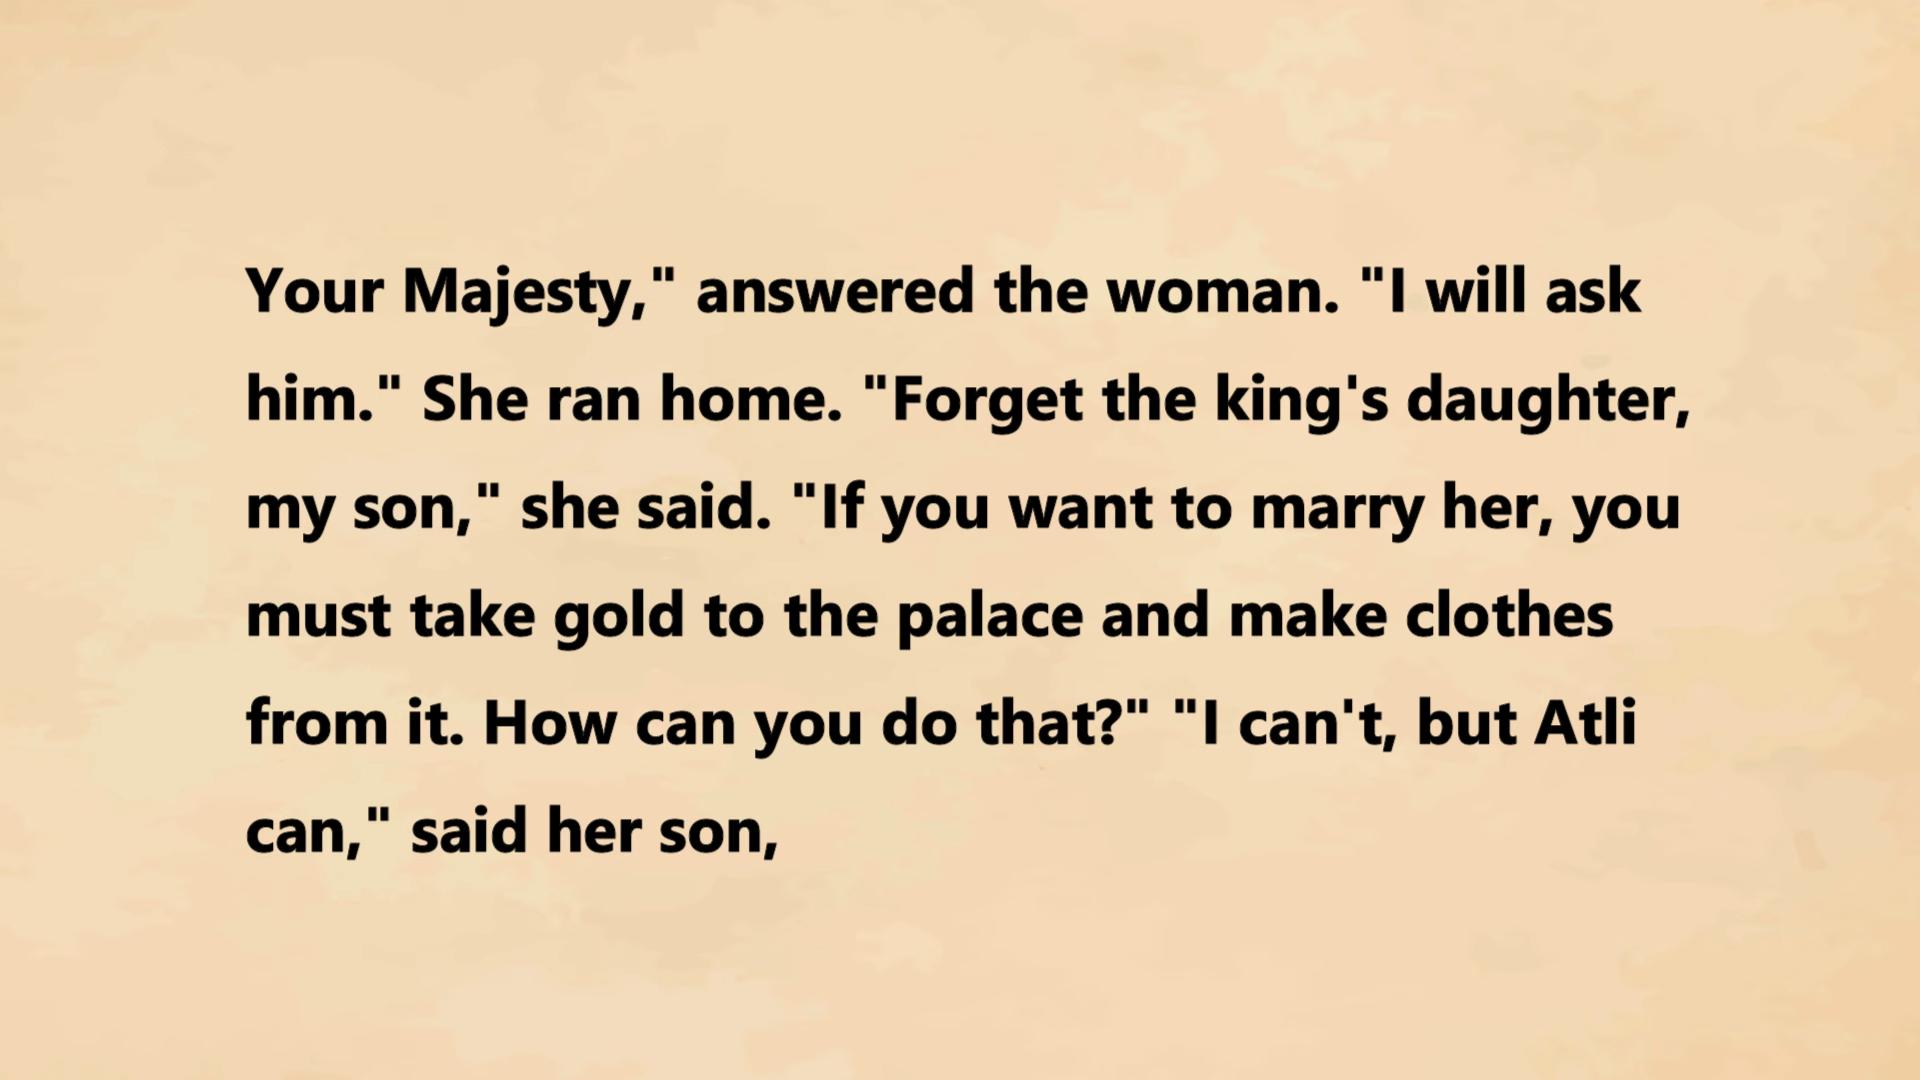 Your Majesty," answered the woman. "I will ask
him." She ran home. "Forget the king's daughter,
my son," she said. "If you want to marry her, you
must take gold to the palace and make clothes
from it. How can you do that?" "I can't, but Atli
can," said her son,